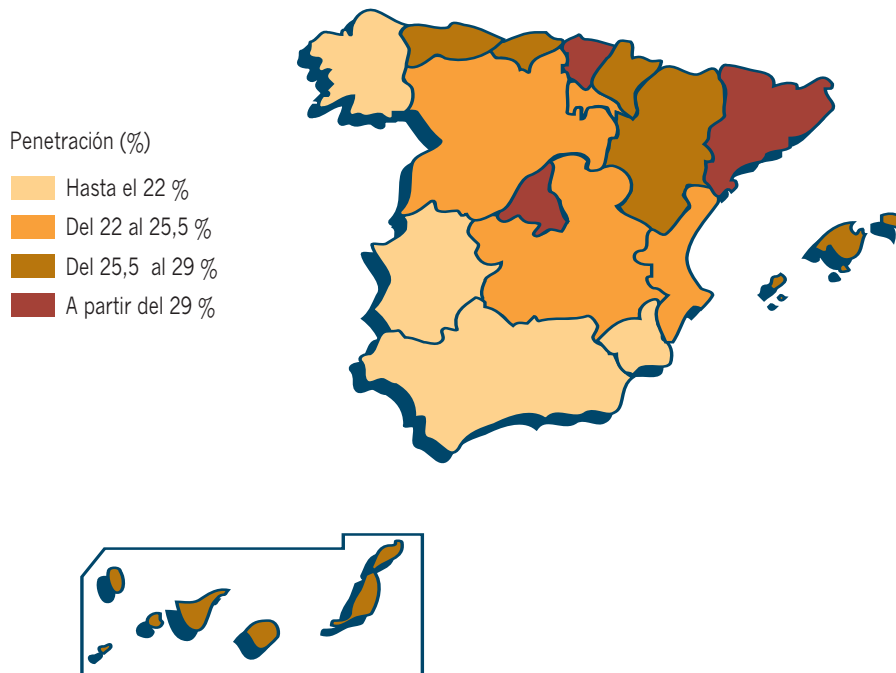 Penetración (%)
Hasta el 22 %
Del 22 al 25,5 %
Del 25,5 al 29 %
A partir del 29 %